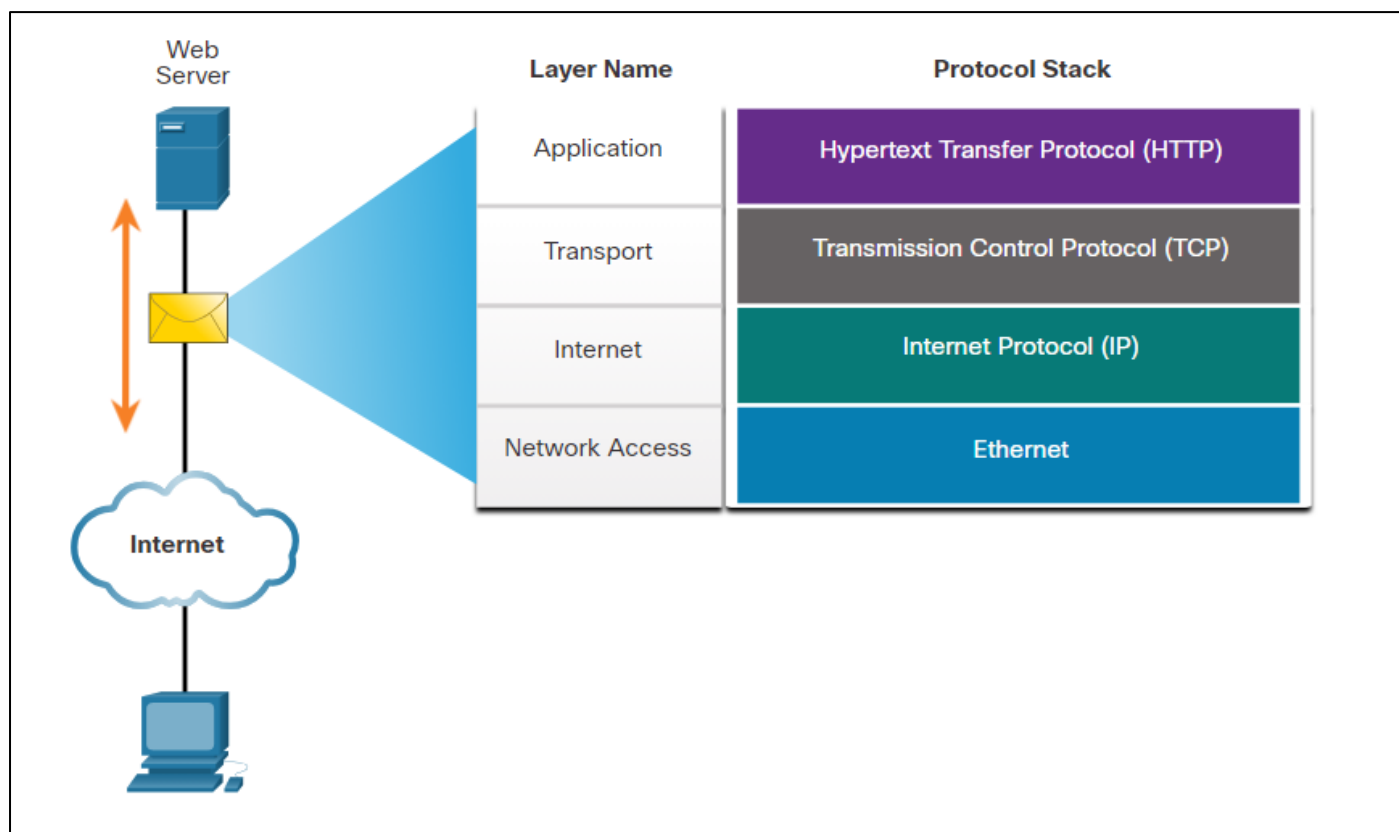 Web
Server
Layer Name
Protocol Stack
Application
Hypertext Transfer Protocol (HTTP)
Transport
Transmission Control Protocol (TCP)
Internet
Internet Protocol (IP)
Network Access
Ethernet
Internet